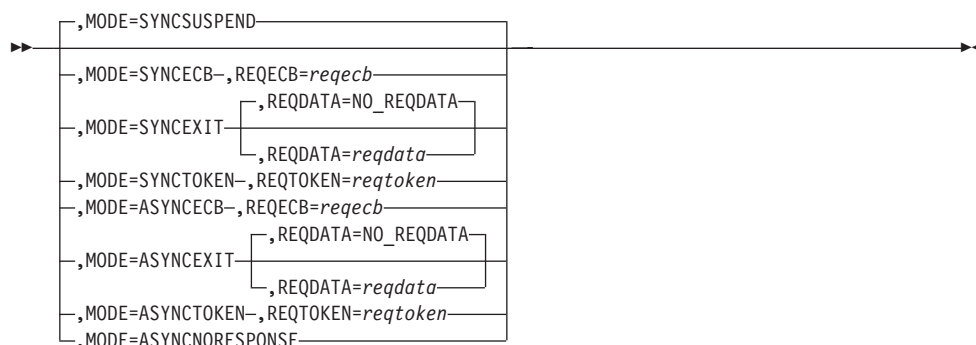 ,MODE=SYNCSUSPEND
,MODE=SYNCECB ,REQECB=reqecb
,REQDATA=NO_REQDATA
,MODE=SYNCEXIT
,REQDATA=reqdata
,MODE=SYNCTOKEN ,REQTOKEN=reqtoken
,MODE=ASYNCECB ,REQECB=reqecb
,REQDATA=NO_REQDATA
,MODE=ASYNCEXIT
,REQDATA=reqdata
,MODE=ASYNCTOKEN ,REQTOKEN=reqtoken
,MODE=ASYNCNORESPONSE